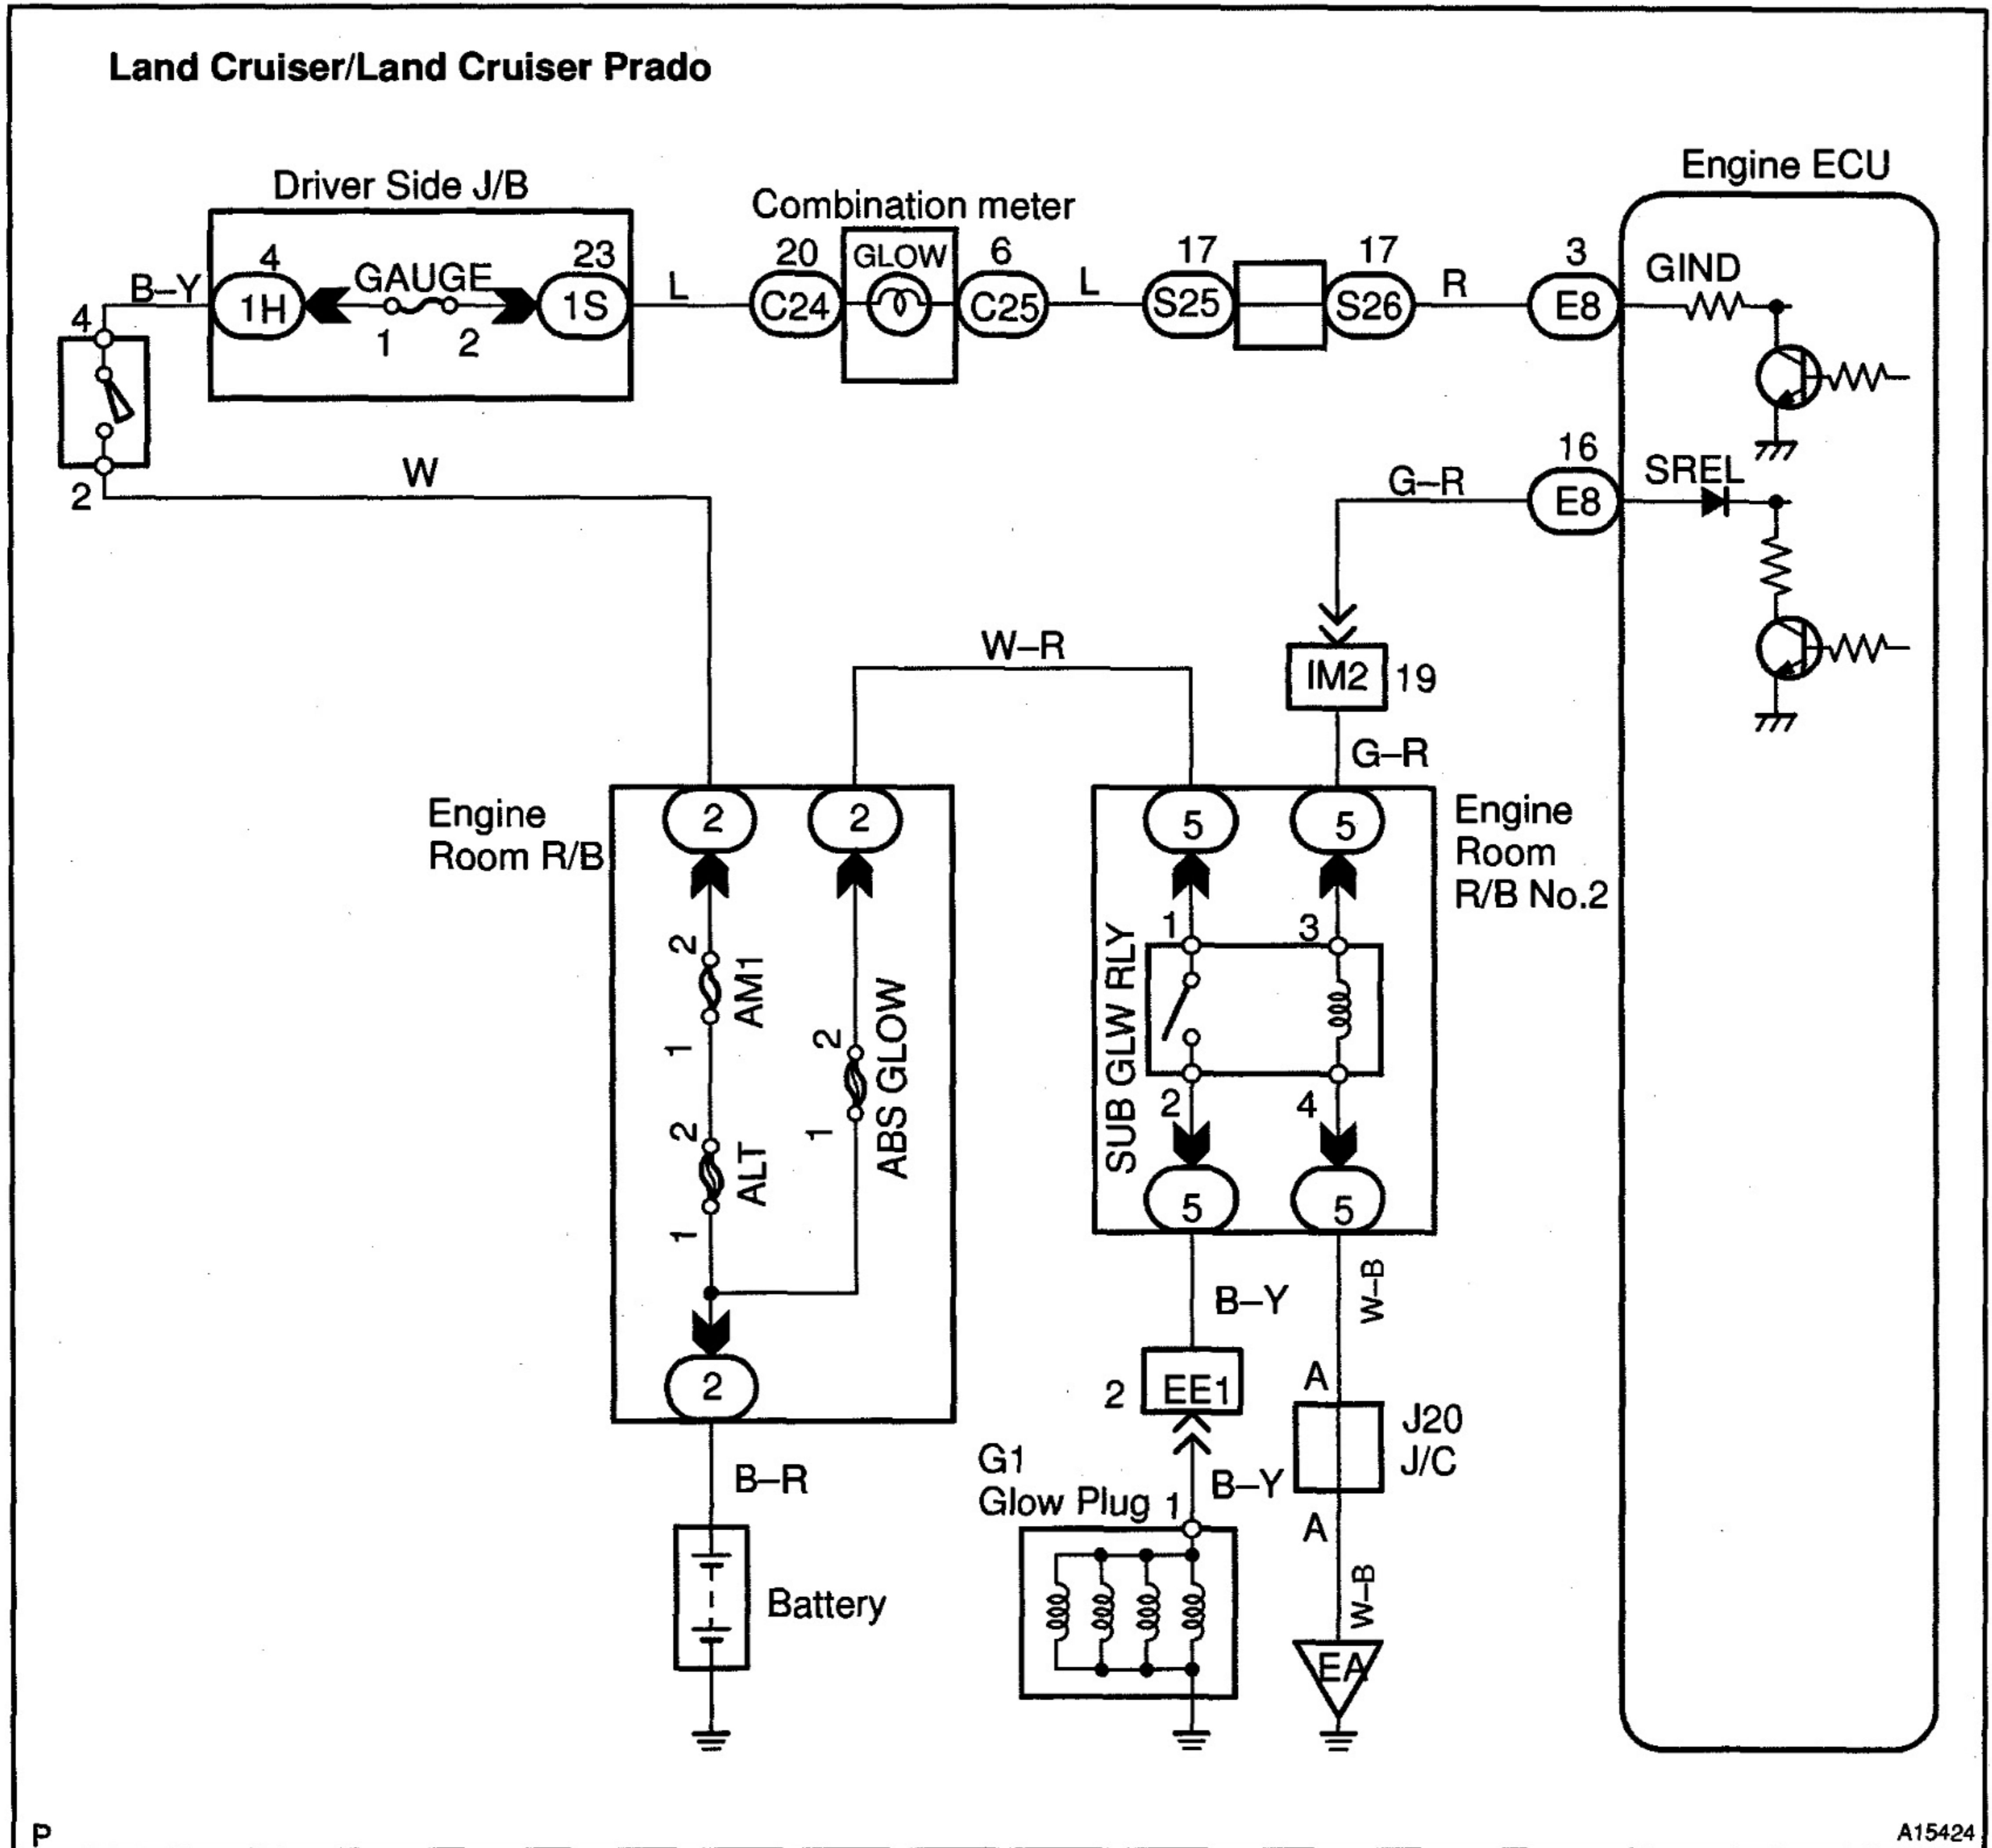 Land Cruiser/Land Cruiser Prado
Engine ECU
Driver Side J/B
Combination meter
4
23
20
GLOW
6
17
17
3
GIND
B–Y
1H
GAUGE
1S
L
C24
C25
L
S25
S26
R
E8
4
1
2
2
W
16
SREL
G–R
E8
W–R
IM2
19
G–R
Engine
Room R/B
2
2
5
5
Engine
Room
R/B No.2
2
AM1
1
2
ALT
1
2
ABS GLOW
1
SUB GLW RLY
1
3
2
4
5
5
2
B–Y
W–B
2
EE1
A
J20
J/C
B–R
G1
Glow Plug
1
B–Y
A
Battery
W–B
EA
P
A15424